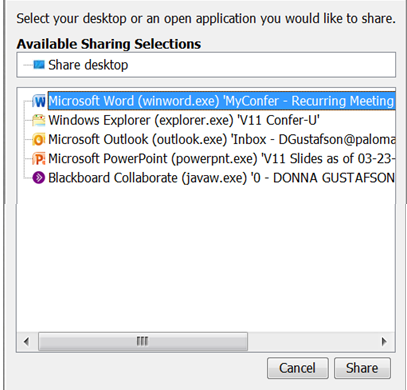 Select your desktop or an open application you would like to share.
Available Sharing Selections
Share desktop
Microsoft Word (winword.exe) 'MyConfer - Recurring Meeting
Windows Explorer (explorer.exe) 'V11 Confer-U'
Microsoft Outlook (outlook.exe) 'Inbox - DGustafson@paloma
Microsoft PowerPoint (powerpnt.exe) 'V11 Slides as of 03-23-
Blackboard Collaborate (javaw.exe) '0 - DONNA GUSTAFSON
Cancel Share